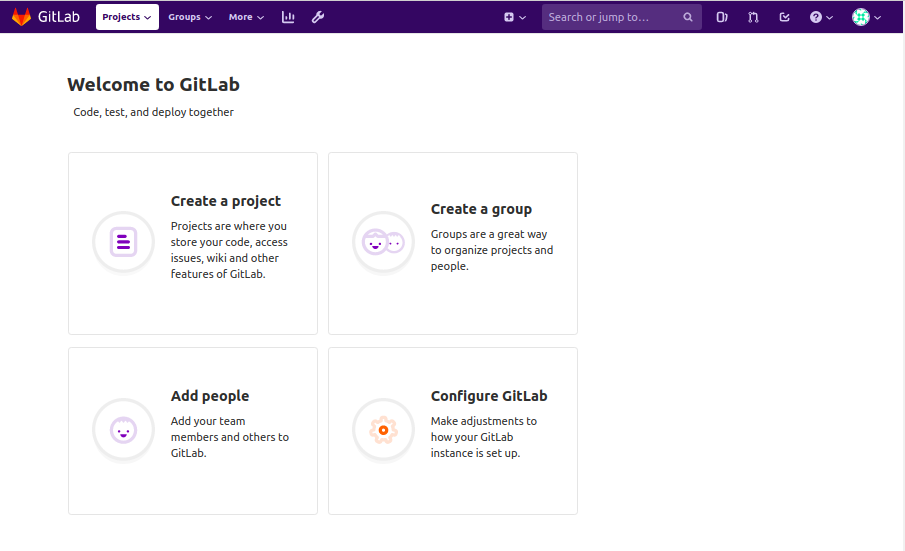 GitLab Projects Groups More Search or jump to...
Welcome to GitLab
Code, test, and deploy together
Create a project
Projects are where you
store your code, access
issues, wiki and other
features of GitLab.
Create a group
Groups are a great way
to organize projects and
people.
Add people
Add your team
members and others to
GitLab.
Configure GitLab
Make adjustments to
how your GitLab
instance is set up.